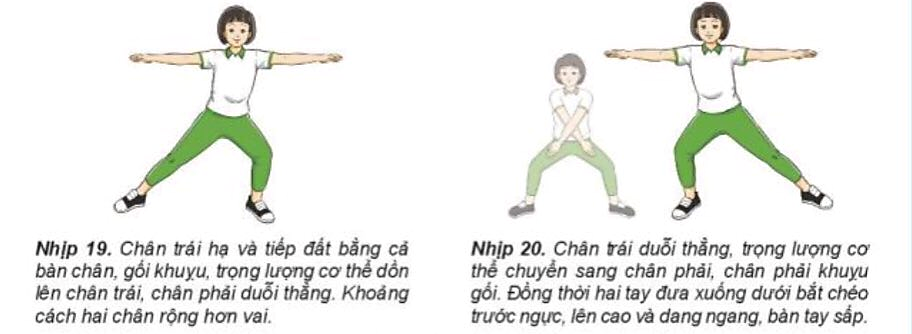 Nhịp 19. Chân trái hạ và tiếp đất bằng cả
bàn chân, gối khuỵu, trọng lượng cơ thể dồn
lên chân trái, chân phải duỗi thẳng. Khoảng
cách hai chân rộng hơn vai.
Nhịp 20. Chân trái duỗi thẳng, trọng lượng cơ
thể chuyển sang chân phải, chân phải khuỵu
gối. Đồng thời hai tay đưa xuống dưới bắt chéo
trước ngực, lên cao và dang ngang, bàn tay sấp.